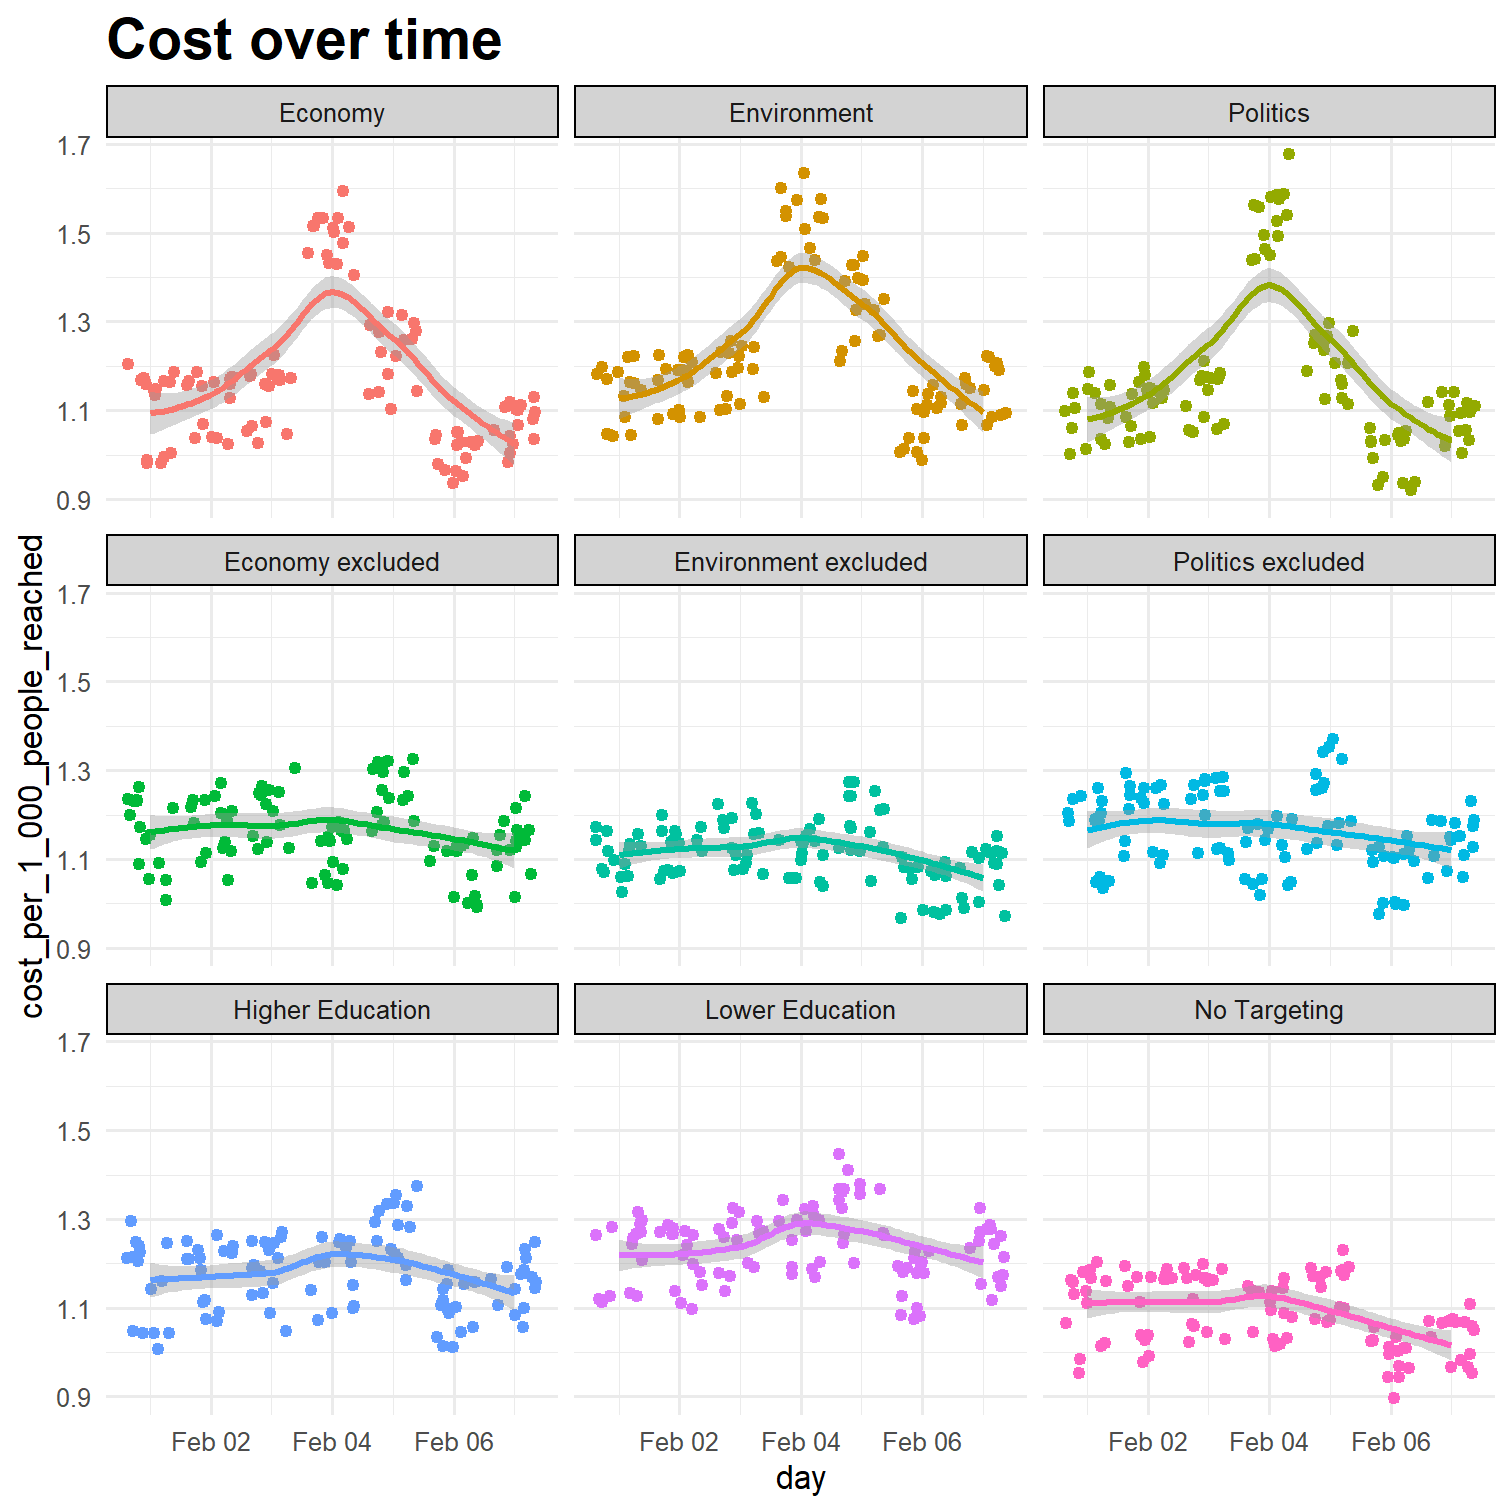 Cost over time
Economy
Environment
Politics
1.7
1.5
1.3
1.1
0.9
Economy excluded
Environment excluded
Politics excluded
1.7
1.5
1.3
1.1
0.9
cost_per_1_000_people_reached
Higher Education
Lower Education
No Targeting
1.7
1.5
1.3
1.1
0.9
Feb 02
Feb 04
Feb 06
Feb 02
Feb 04
Feb 06
Feb 02
Feb 04
Feb 06
day